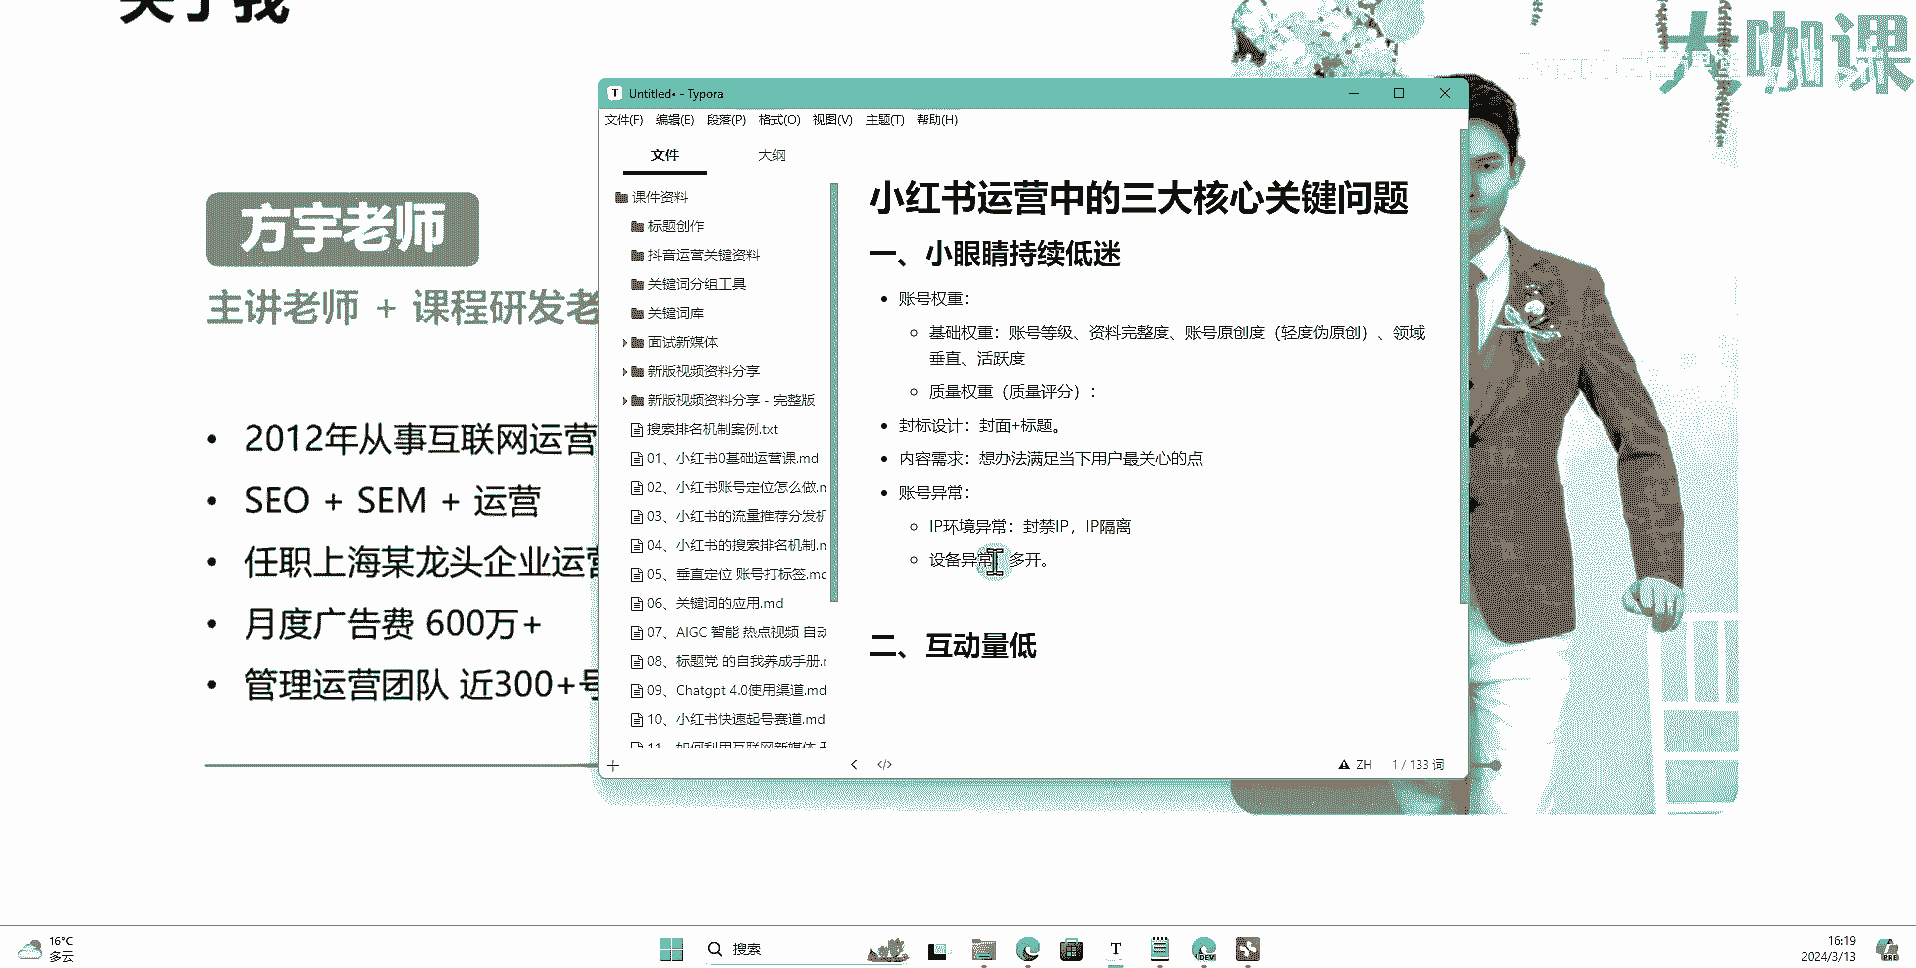 关于我
大咖课
方宇老师
主讲老师 + 课程研发老
• 2012年从事互联网运营
• SEO + SEM + 运营
• 任职上海某龙头企业运营
• 月度广告费 600万+
• 管理运营团队 近300+号
Untitled• - Typora
文件(F) 编辑(E) 段落(P) 格式(O) 视图(V) 主题(T) 帮助(H)
文件 大纲
课件资料
标题创作
抖音运营关键资料
关键词分组工具
关键词库
面试新媒体
新版视频资料分享
新版视频资料分享 - 完整版
搜索排名机制案例.txt
01、小红书0基础运营课.md
02、小红书账号定位怎么做.m
03、小红书的流量推荐分发机
04、小红书的搜索排名机制.m
05、垂直定位 账号打标签.md
06、关键词的应用.md
07、AIGC 智能 热点视频 自动
08、标题党 的自我养成手册.m
09、Chatgpt 4.0使用渠道.md
10、小红书快速起号赛道.md
11、如何利用互联网新媒体
小红书运营中的三大核心关键问题
一、小眼睛持续低迷
• 账号权重：
基础权重：账号等级、资料完整度、账号原创度（轻度伪原创）、领域
垂直、活跃度
质量权重（质量评分）：
• 封标设计：封面+标题。
• 内容需求：想办法满足当下用户最关心的点
• 账号异常：
IP环境异常：封禁IP，IP隔离
设备异常 多开。
二、互动量低
ZH 1 / 133 词
16°C
多云
搜索
DEV
16:19
2024/3/13
PRE